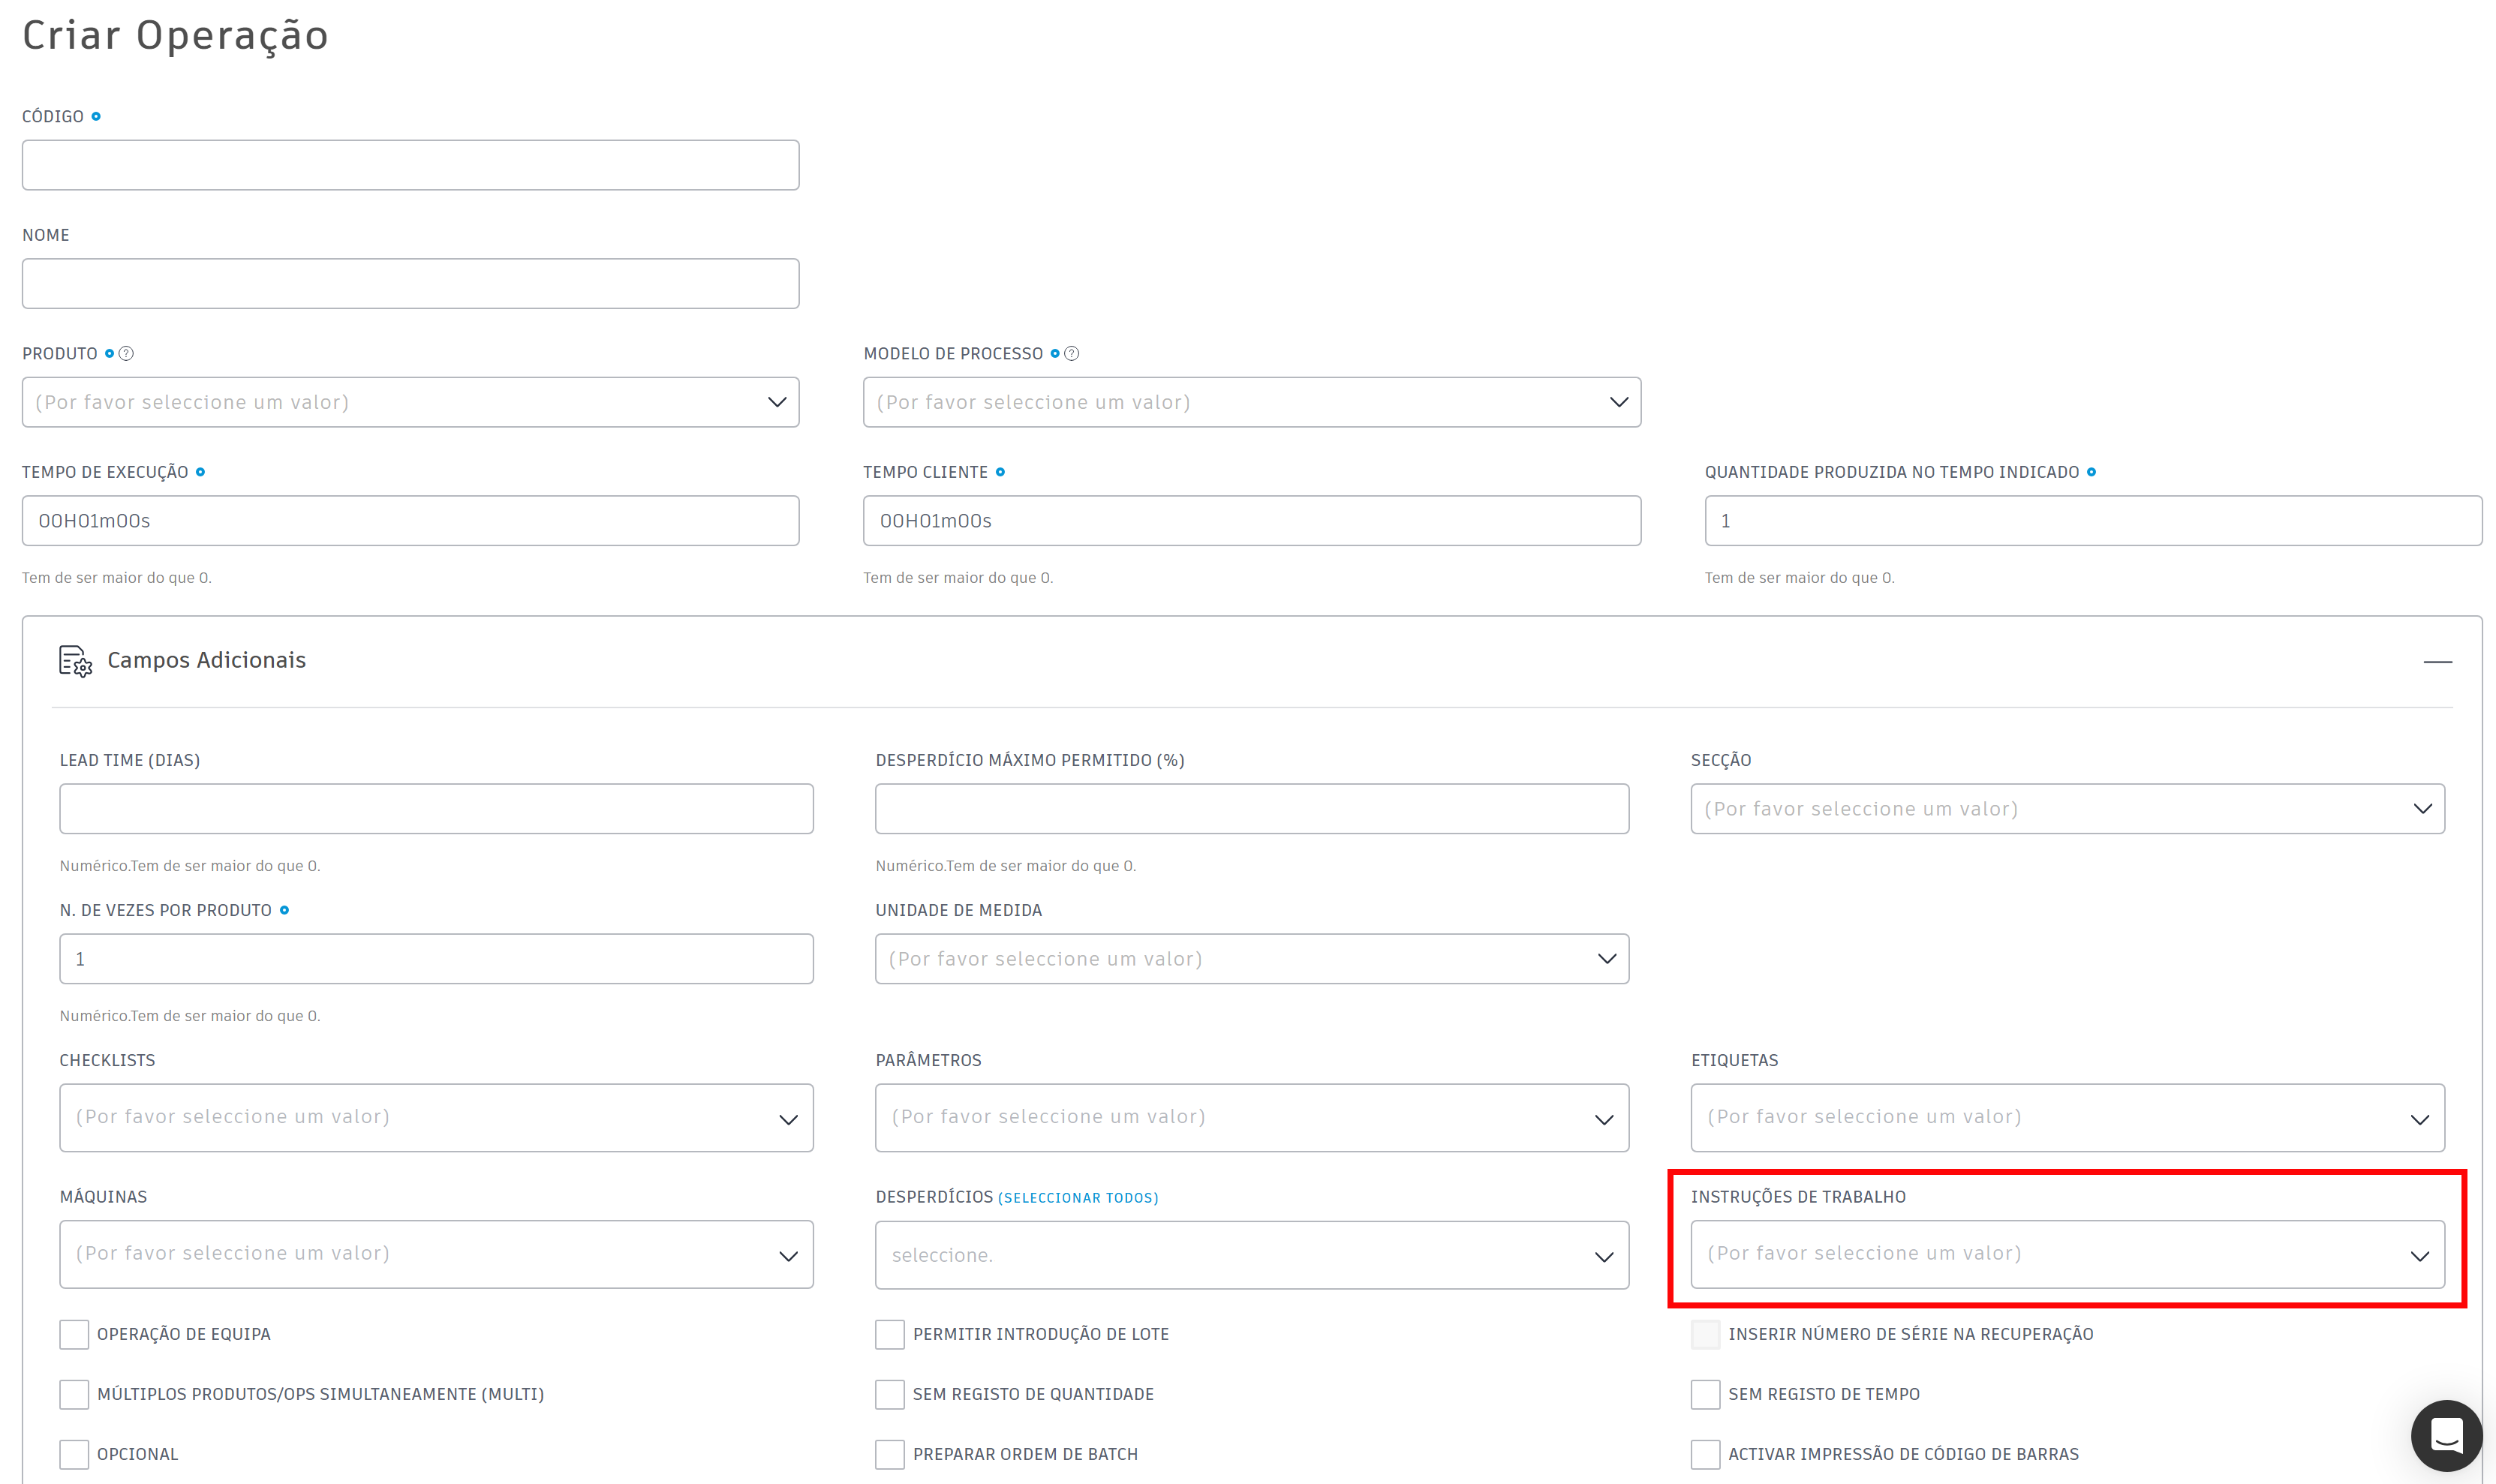 Criar Operação
CÓDIGO
NOME
PRODUTO
MODELO DE PROCESSO
(Por favor seleccione um valor)
(Por favor seleccione um valor)
TEMPO DE EXECUÇÃO
TEMPO CLIENTE
QUANTIDADE PRODUZIDA NO TEMPO INDICADO
00H01m00s
00H01m00s
1
Tem de ser maior do que 0.
Tem de ser maior do que 0.
Tem de ser maior do que 0.
Campos Adicionais
LEAD TIME (DIAS)
DESPERDÍCIO MÁXIMO PERMITIDO (%)
SECÇÃO
(Por favor seleccione um valor)
Numérico.Tem de ser maior do que 0.
Numérico.Tem de ser maior do que 0.
N. DE VEZES POR PRODUTO
UNIDADE DE MEDIDA
1
(Por favor seleccione um valor)
Numérico.Tem de ser maior do que 0.
CHECKLISTS
PARÂMETROS
ETIQUETAS
(Por favor seleccione um valor)
(Por favor seleccione um valor)
(Por favor seleccione um valor)
MÁQUINAS
DESPERDÍCIOS (SELECCIONAR TODOS)
INSTRUÇÕES DE TRABALHO
(Por favor seleccione um valor)
seleccione.
(Por favor seleccione um valor)
OPERAÇÃO DE EQUIPA
PERMITIR INTRODUÇÃO DE LOTE
INSERIR NÚMERO DE SÉRIE NA RECUPERAÇÃO
MÚLTIPLOS PRODUTOS/OPS SIMULTANEAMENTE (MULTI)
SEM REGISTO DE QUANTIDADE
SEM REGISTO DE TEMPO
OPCIONAL
PREPARAR ORDEM DE BATCH
ACTIVAR IMPRESSÃO DE CÓDIGO DE BARRAS